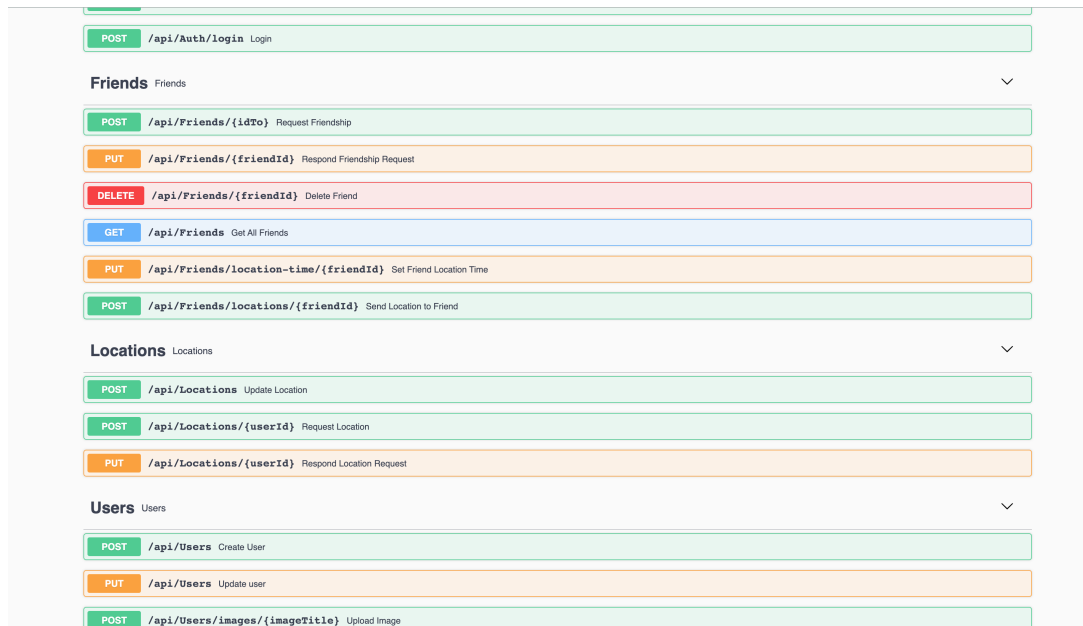 POST /api/Auth/login Login
Friends Friends
POST /api/Friends/{idTo} Request Friendship
PUT /api/Friends/{friendId} Respond Friendship Request
DELETE /api/Friends/{friendId} Delete Friend
GET /api/Friends Get All Friends
PUT /api/Friends/location-time/{friendId} Set Friend Location Time
POST /api/Friends/locations/{friendId} Send Location to Friend
Locations Locations
POST /api/Locations Update Location
POST /api/Locations/{userId} Request Location
PUT /api/Locations/{userId} Respond Location Request
Users Users
POST /api/Users Create User
PUT /api/Users Update user
POST /api/Users/images/{imageTitle} Upload Image